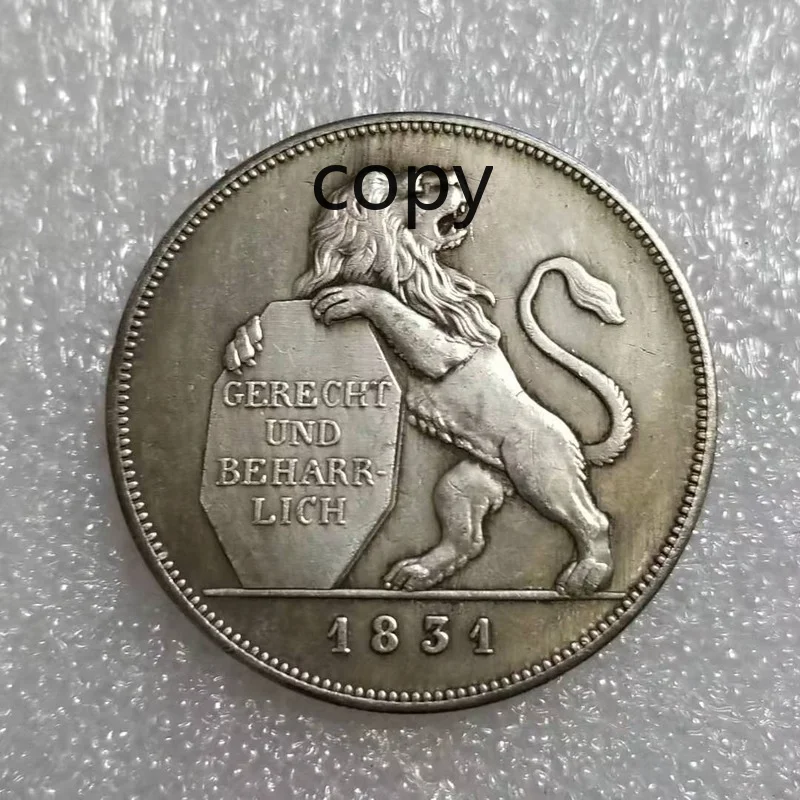 copy
GERECHT
UND
BEHARR-
LICH
1831